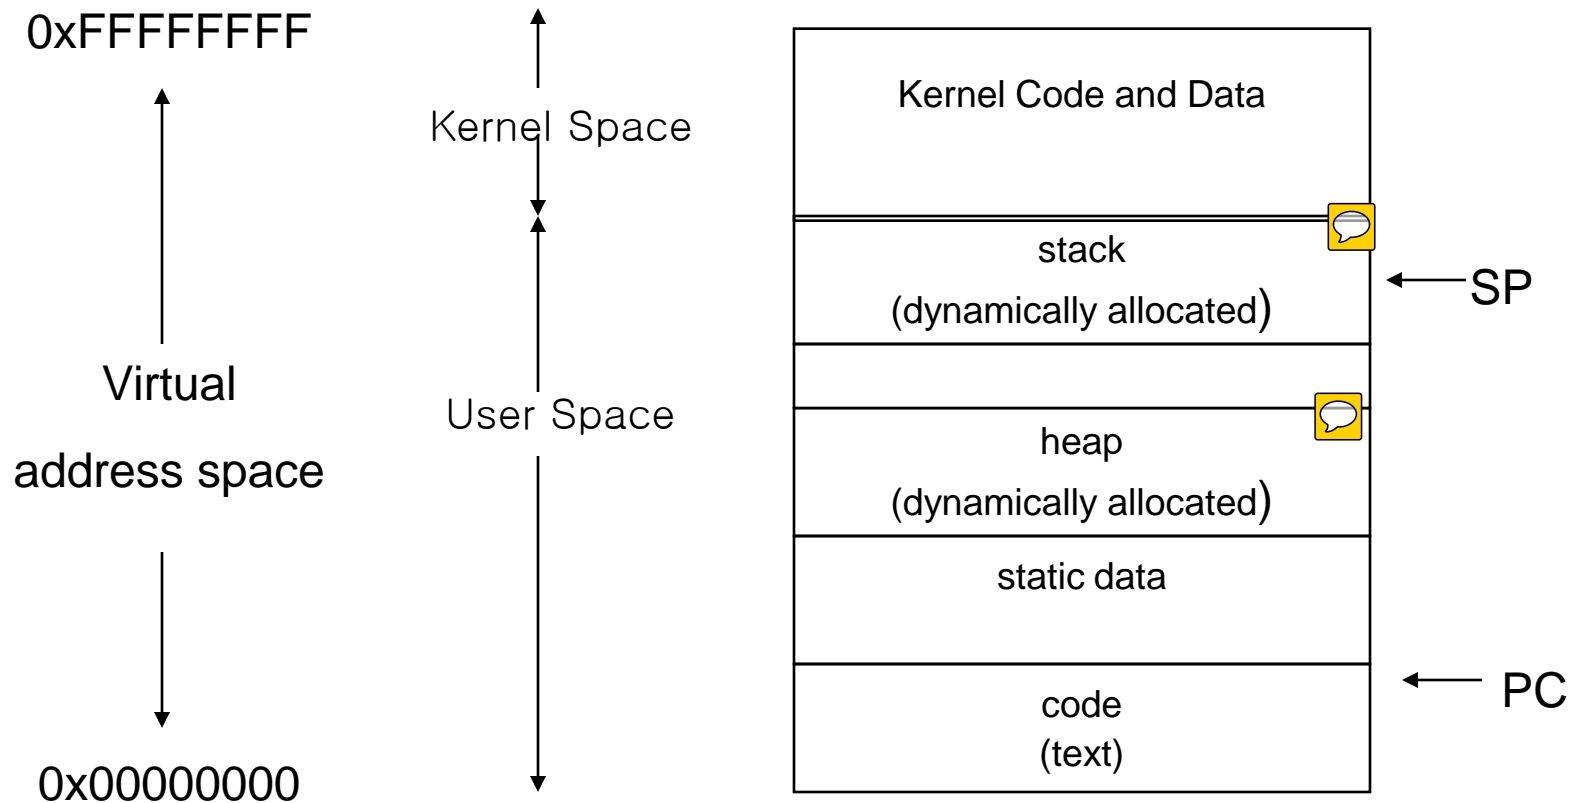 0xFFFFFFFF
Kernel Space
Kernel Code and Data
stack
(dynamically allocated)
SP
Virtual
address space
User Space
heap
(dynamically allocated)
static data
PC
code
(text)
0x00000000